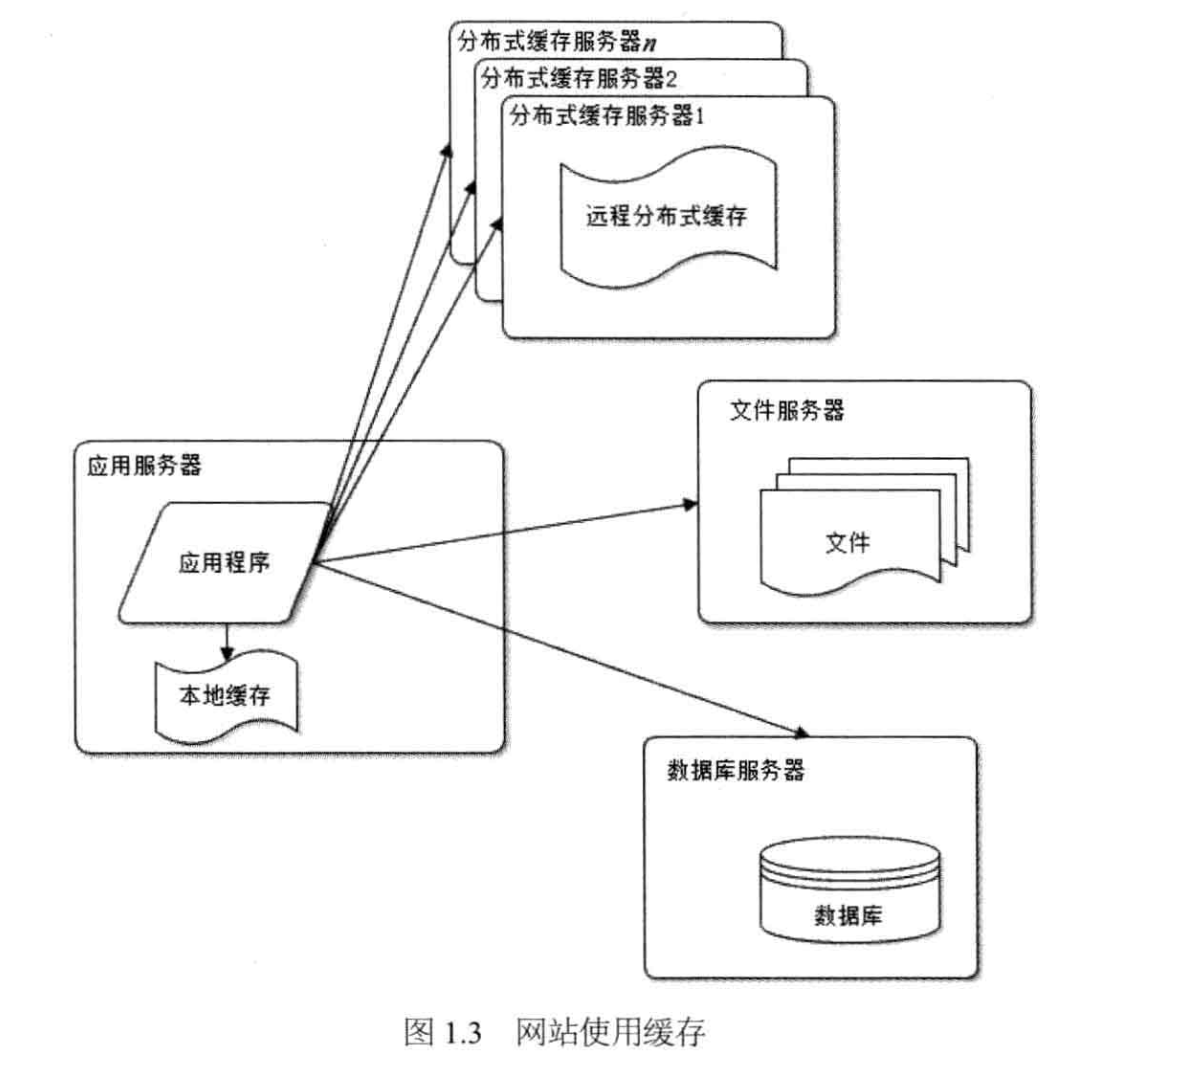 分布式缓存服务器n
分布式缓存服务器2
分布式缓存服务器1
远程分布式缓存
文件服务器
文件
应用服务器
应用程序
本地缓存
数据库服务器
数据库
图 1.3 网站使用缓存